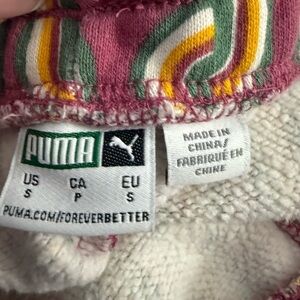 PUMA
US CA EU
S P S
PUMA.COM/FOREVERBETTER
MADE IN
CHINA/
FABRIQUÉ EN
CHINE